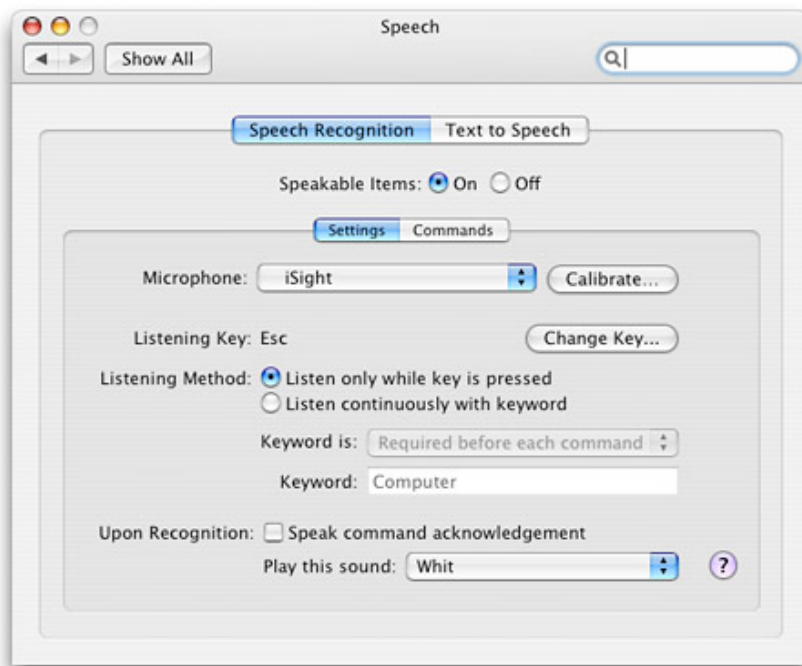 Speech
Show All
Speech Recognition Text to Speech
Speakable Items: On Off
Settings Commands
Microphone: iSight Calibrate...
Listening Key: Esc Change Key...
Listening Method: Listen only while key is pressed
Listen continuously with keyword
Keyword is: Required before each command
Keyword: Computer
Upon Recognition: Speak command acknowledgement
Play this sound: Whit ?